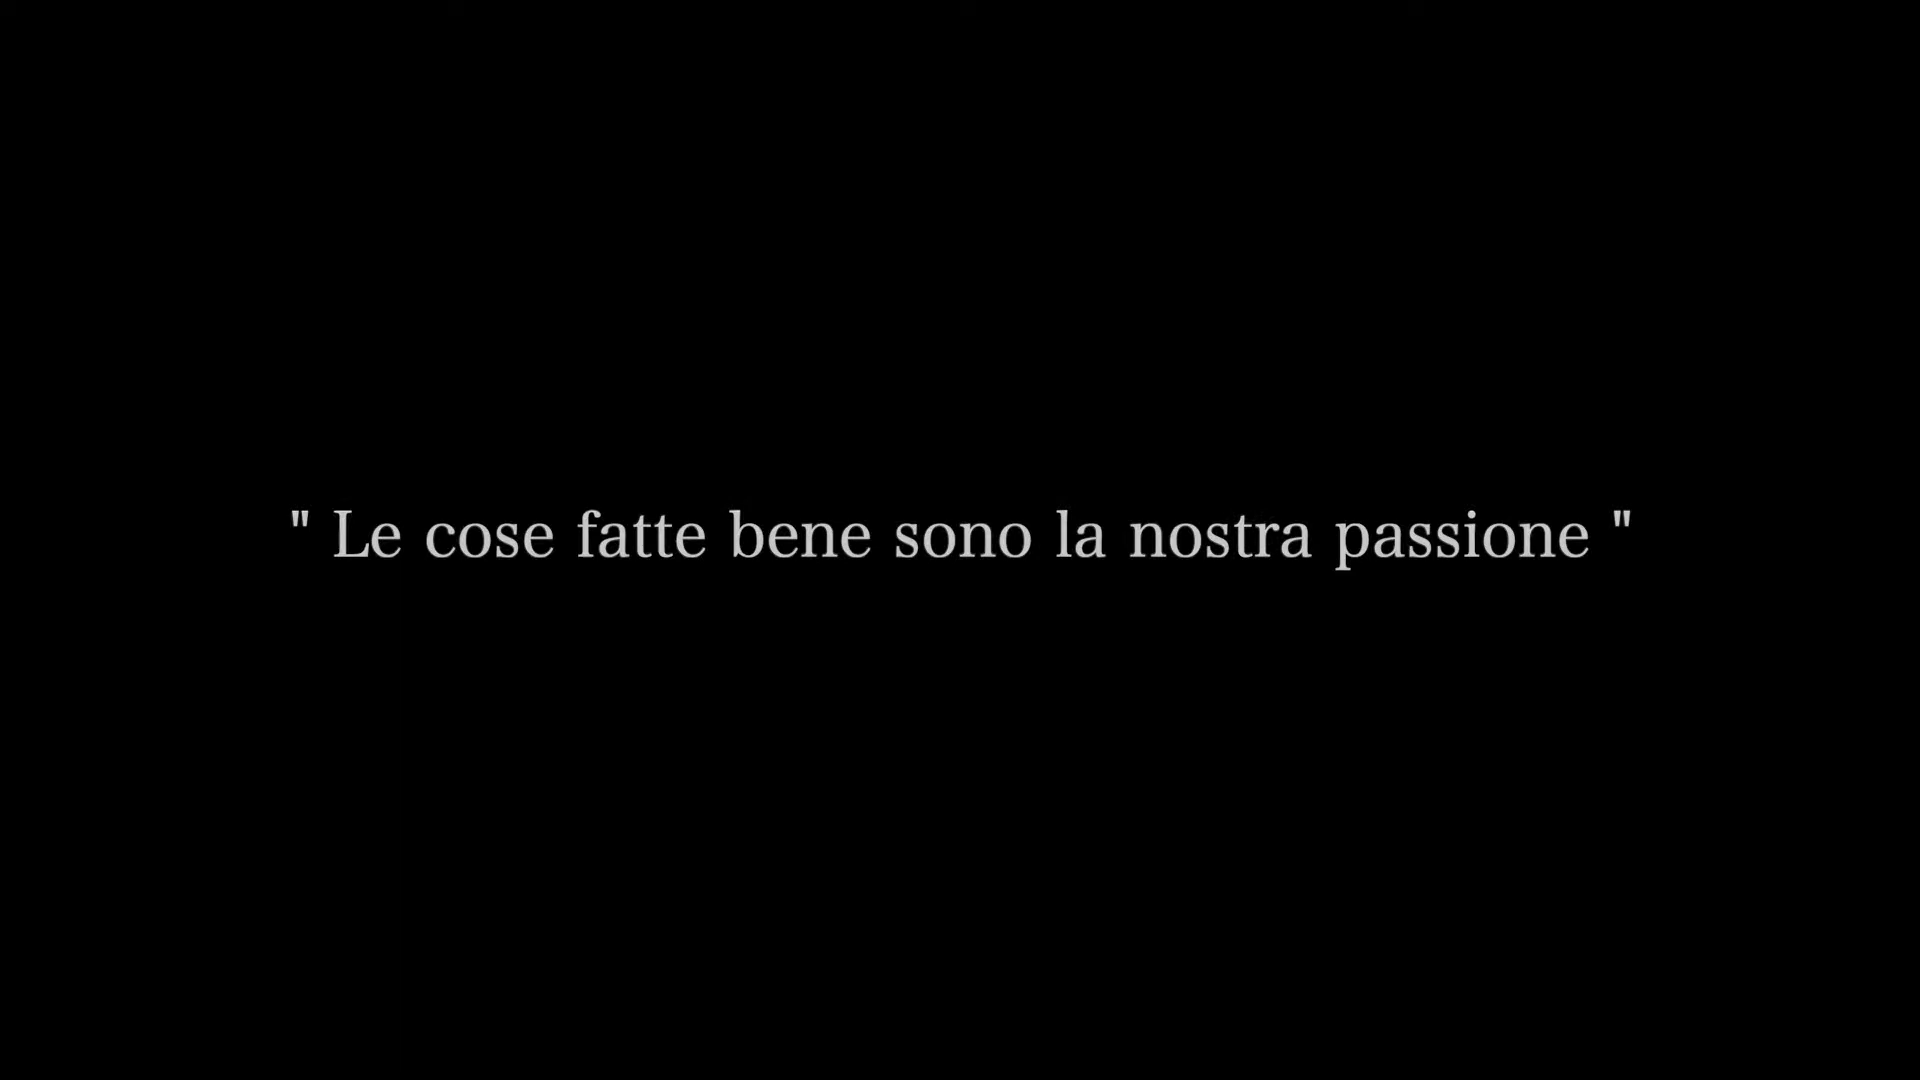 " Le cose fatte bene sono la nostra passione "